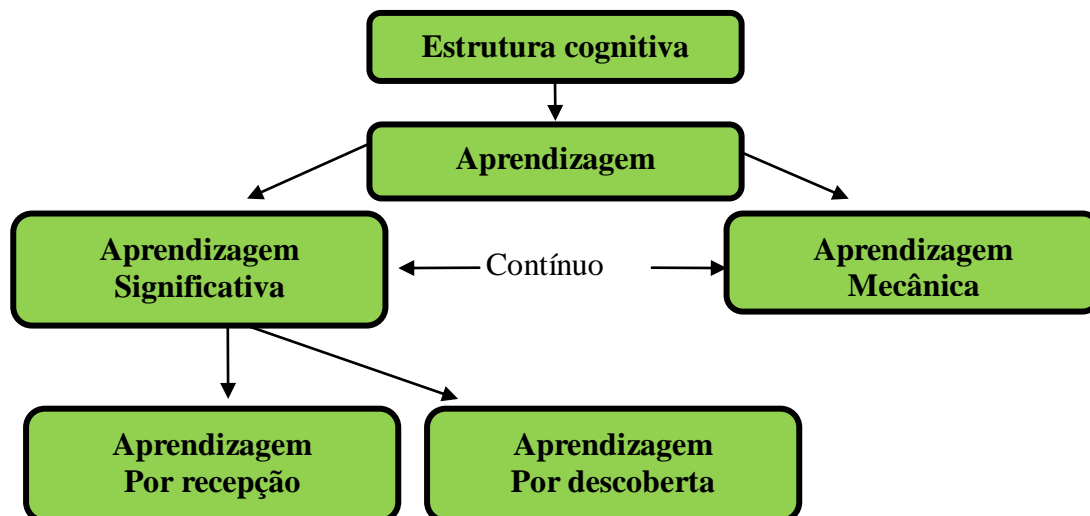 Estrutura cognitiva
Aprendizagem
Aprendizagem
Significativa
Contínuo
Aprendizagem
Mecânica
Aprendizagem
Por recepção
Aprendizagem
Por descoberta